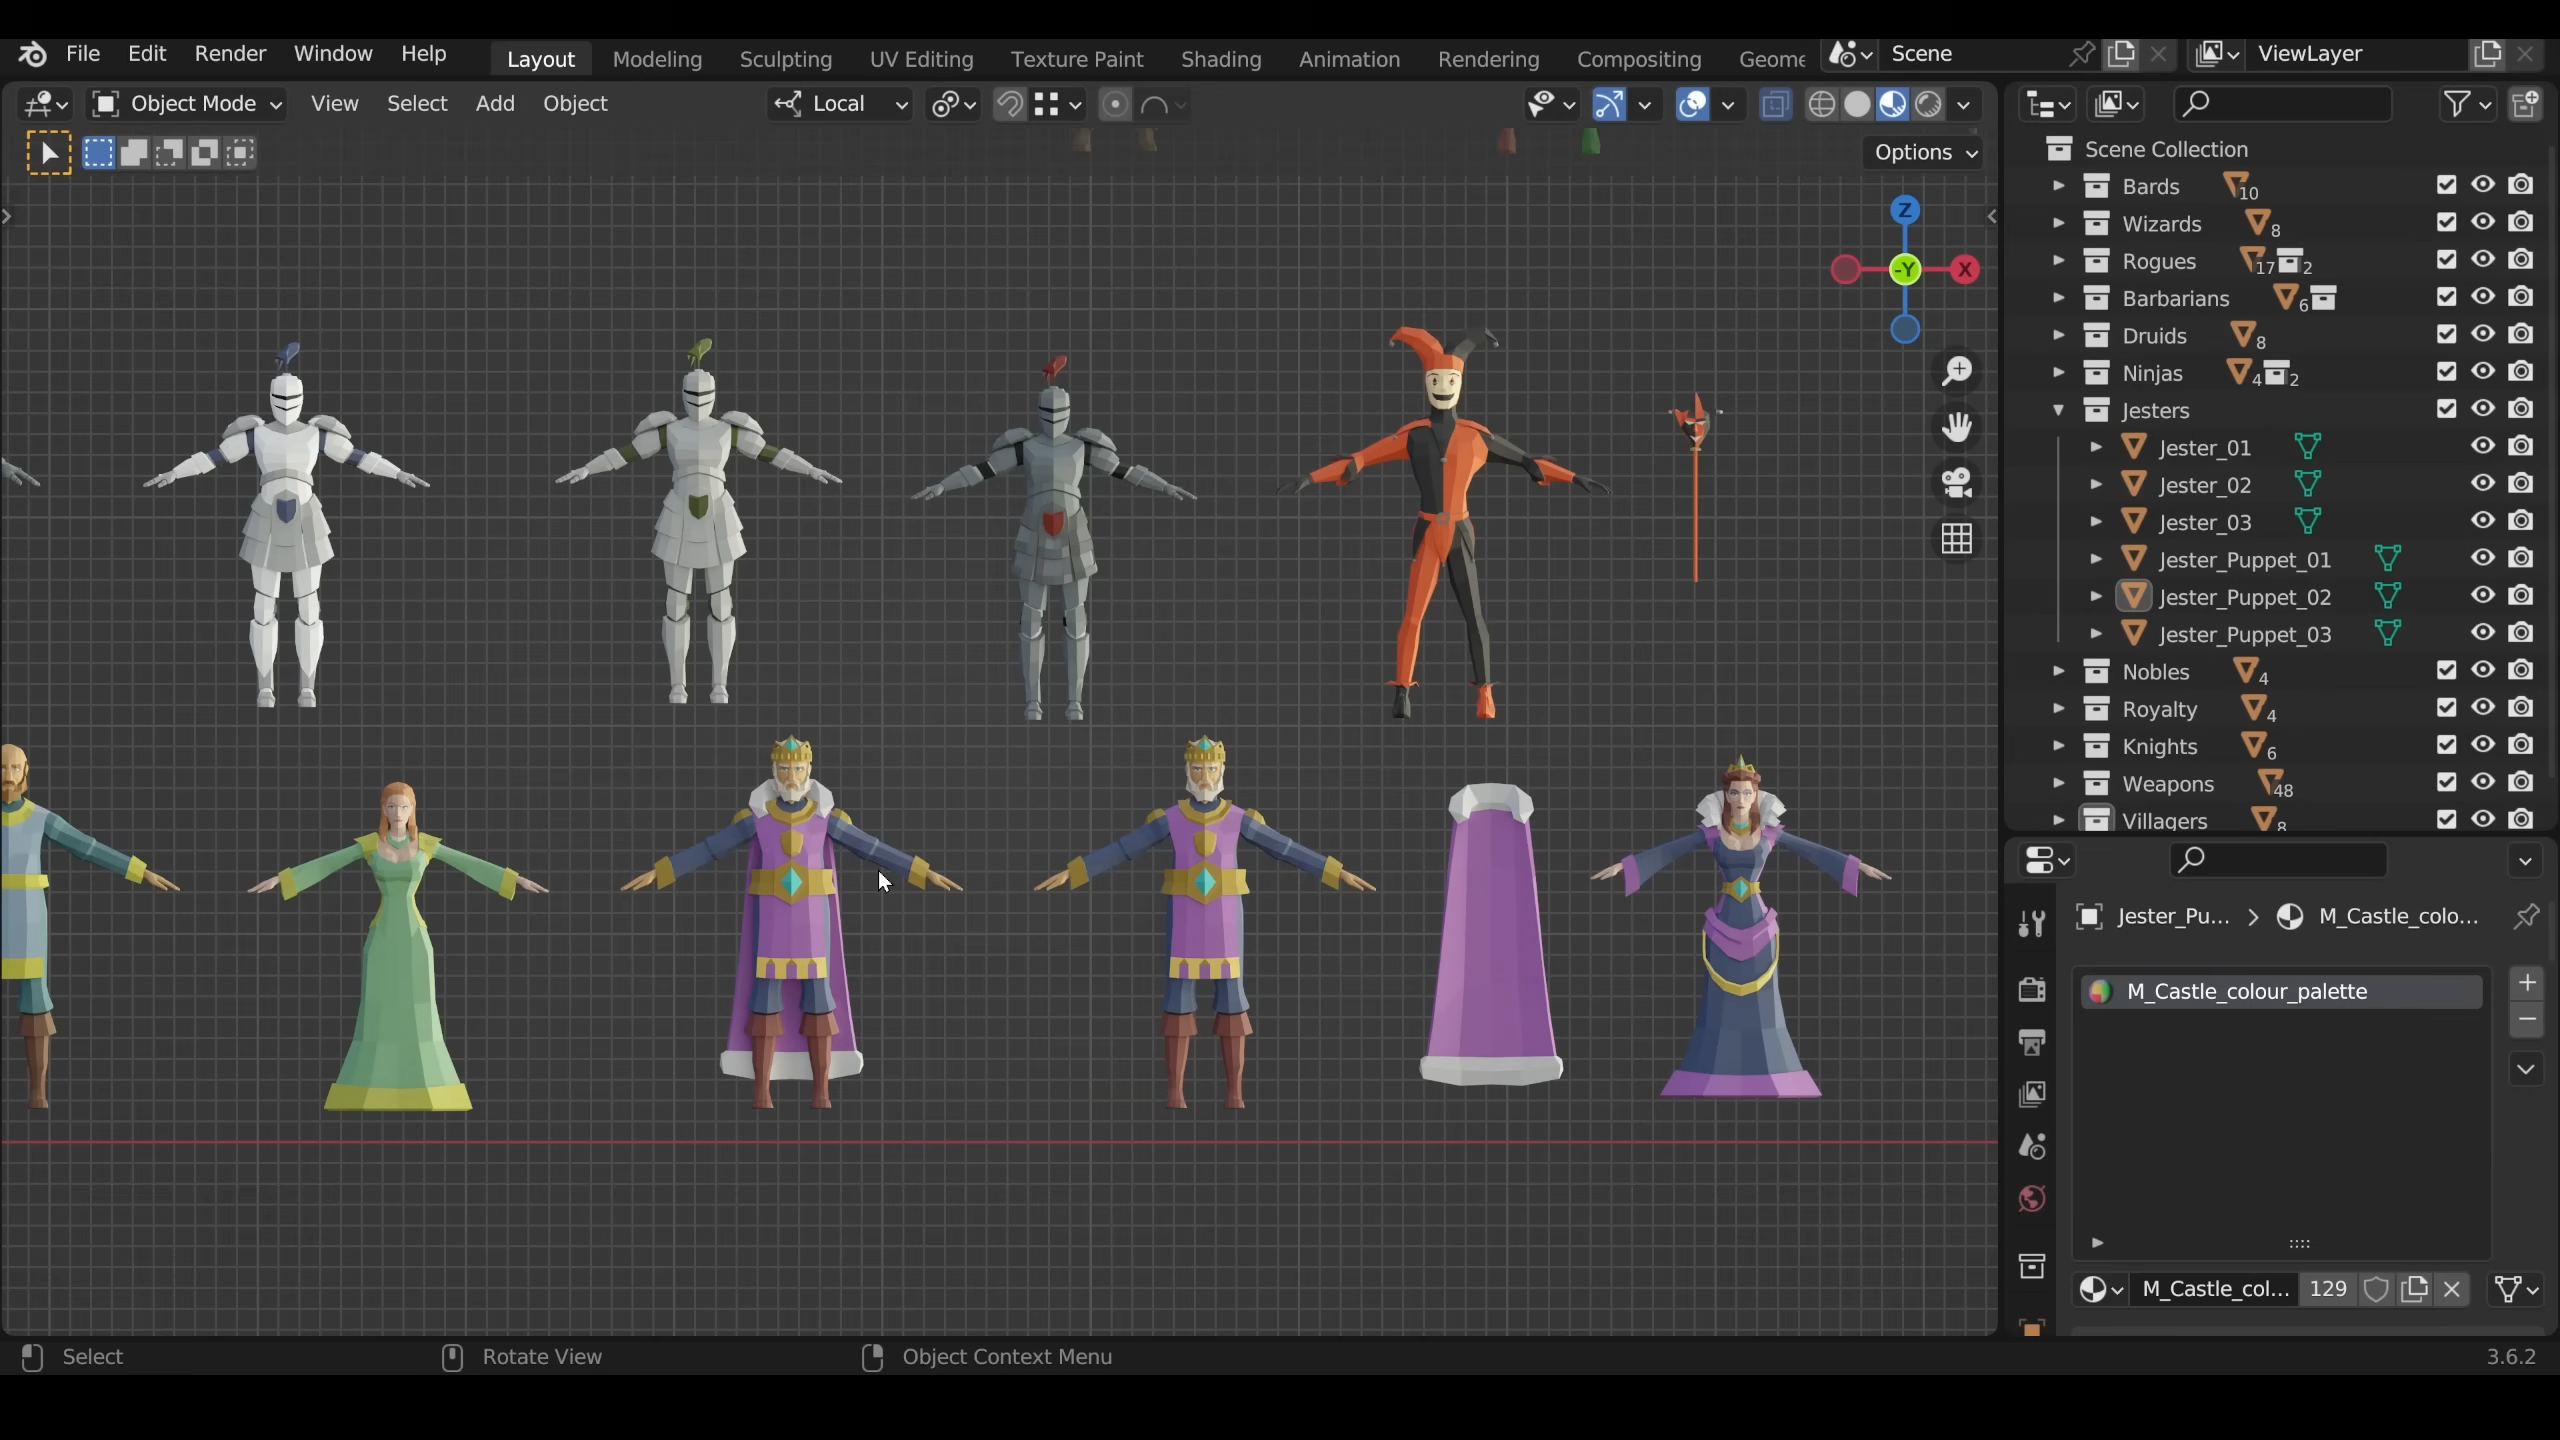 File Edit Render Window Help Layout Modeling Sculpting UV Editing Texture Paint Shading Animation Rendering Compositing Geome Scene ViewLayer
Object Mode View Select Add Object Local
Options
Z
-Y X
Scene Collection
Bards 10
Wizards 8
Rogues 17 2
Barbarians 6
Druids 8
Ninjas 4 2
Jesters
Jester_01
Jester_02
Jester_03
Jester_Puppet_01
Jester_Puppet_02
Jester_Puppet_03
Nobles 4
Royalty 4
Knights 6
Weapons 48
Villagers 8
Jester_Pu... M_Castle_colo...
M_Castle_colour_palette
M_Castle_col... 129
Select Rotate View Object Context Menu 3.6.2